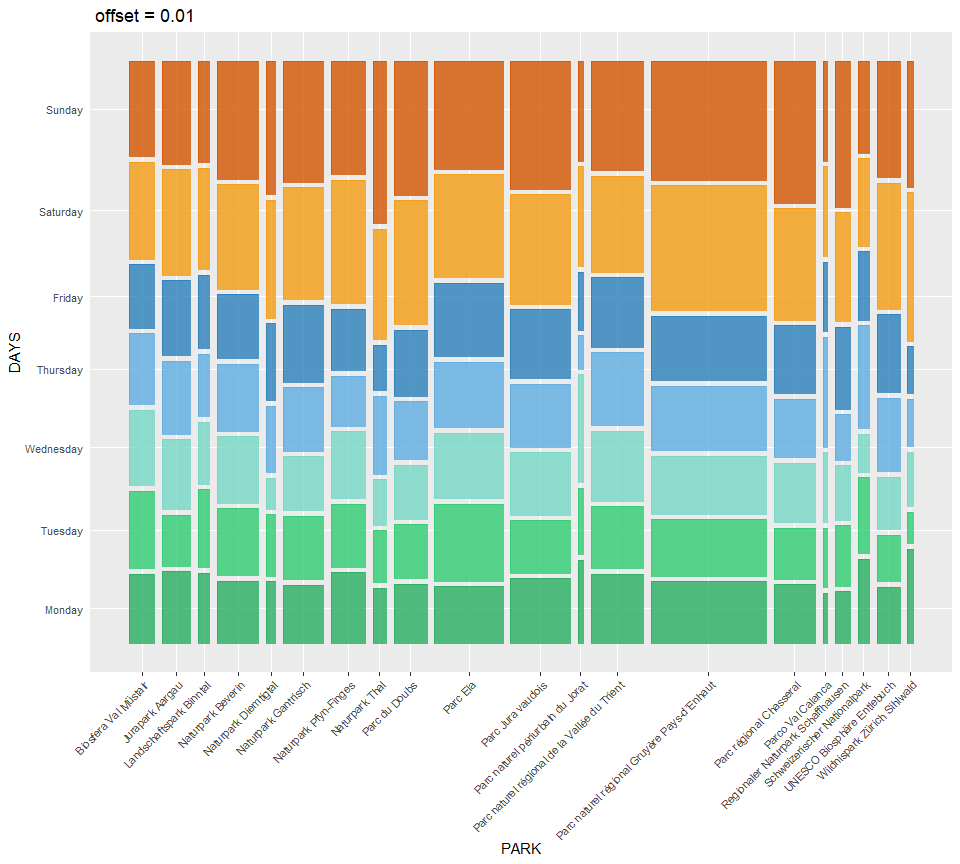 offset = 0.01
Sunday
Saturday
Friday
Thursday
Wednesday
Tuesday
Monday
DAYS
Biosfera Val Müstair
Jurapark Aargau
Landschaftspark Binntal
Naturpark Beverin
Naturpark Diemtigtal
Naturpark Gantrisch
Naturpark Pfyn-Finges
Naturpark Thal
Parc du Doubs
Parc Ela
Parc Jura vaudois
Parc naturel périurbain du Jorat
Parc naturel régional de la Vallée du Trient
Parc naturel régional Gruyère Pays-d'Enhaut
Parc régional Chasseral
Parco Val Calanca
Regionaler Naturpark Schaffhausen
Schweizerischer Nationalpark
UNESCO Biosphäre Entlebuch
Wildnispark Zürich Sihlwald
PARK